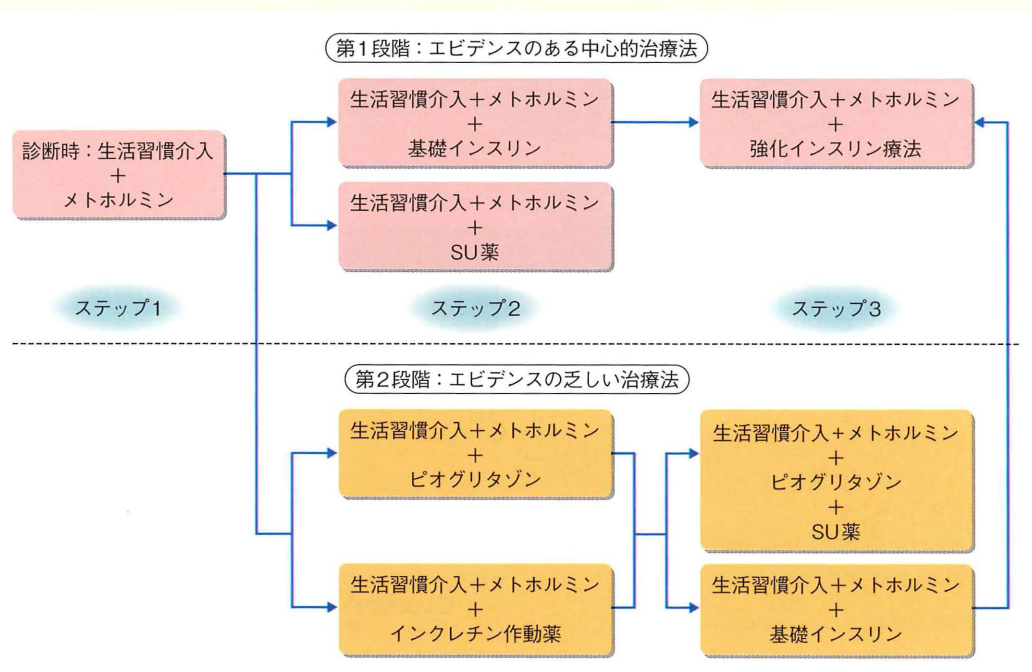 第1段階：エビデンスのある中心的治療法
診断時：生活習慣介入
＋
メトホルミン
生活習慣介入＋メトホルミン
＋
基礎インスリン
生活習慣介入＋メトホルミン
＋
SU薬
生活習慣介入＋メトホルミン
＋
強化インスリン療法
ステップ1
ステップ2
ステップ3
第2段階：エビデンスの乏しい治療法
生活習慣介入＋メトホルミン
＋
ピオグリタゾン
生活習慣介入＋メトホルミン
＋
インクレチン作動薬
生活習慣介入＋メトホルミン
＋
ピオグリタゾン
＋
SU薬
生活習慣介入＋メトホルミン
＋
基礎インスリン